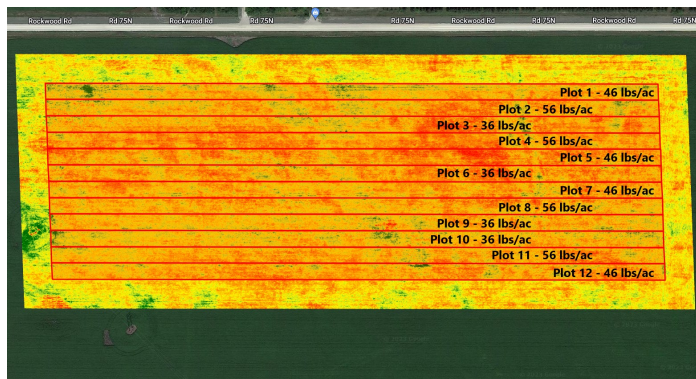 Rockwood Rd Rd 75N Rockwood Rd Rd 75N Rd 75N Rockwood Rd Rd 75N Rockwood Rd Rd 75N
Plot 1 - 46 lbs/ac
Plot 2 - 56 lbs/ac
Plot 3 - 36 lbs/ac
Plot 4 - 56 lbs/ac
Plot 5 - 46 lbs/ac
Plot 6 - 36 lbs/ac
Plot 7 - 46 lbs/ac
Plot 8 - 56 lbs/ac
Plot 9 - 36 lbs/ac
Plot 10 - 36 lbs/ac
Plot 11 - 56 lbs/ac
Plot 12 - 46 lbs/ac